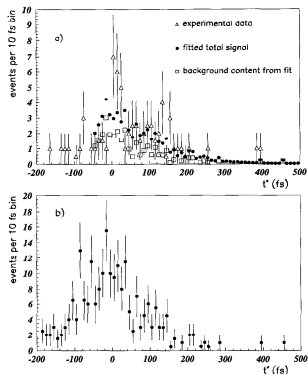 events per 10 fs bin
10
9
8
7
6
5
4
3
2
1
0
a)
experimental data
fitted total signal
background content from fit
-200 -100 0 100 200 300 400 500
t* (fs)
events per 10 fs bin
20
18
16
14
12
10
8
6
4
2
0
b)
-200 -100 0 100 200 300 400 500
t* (fs)